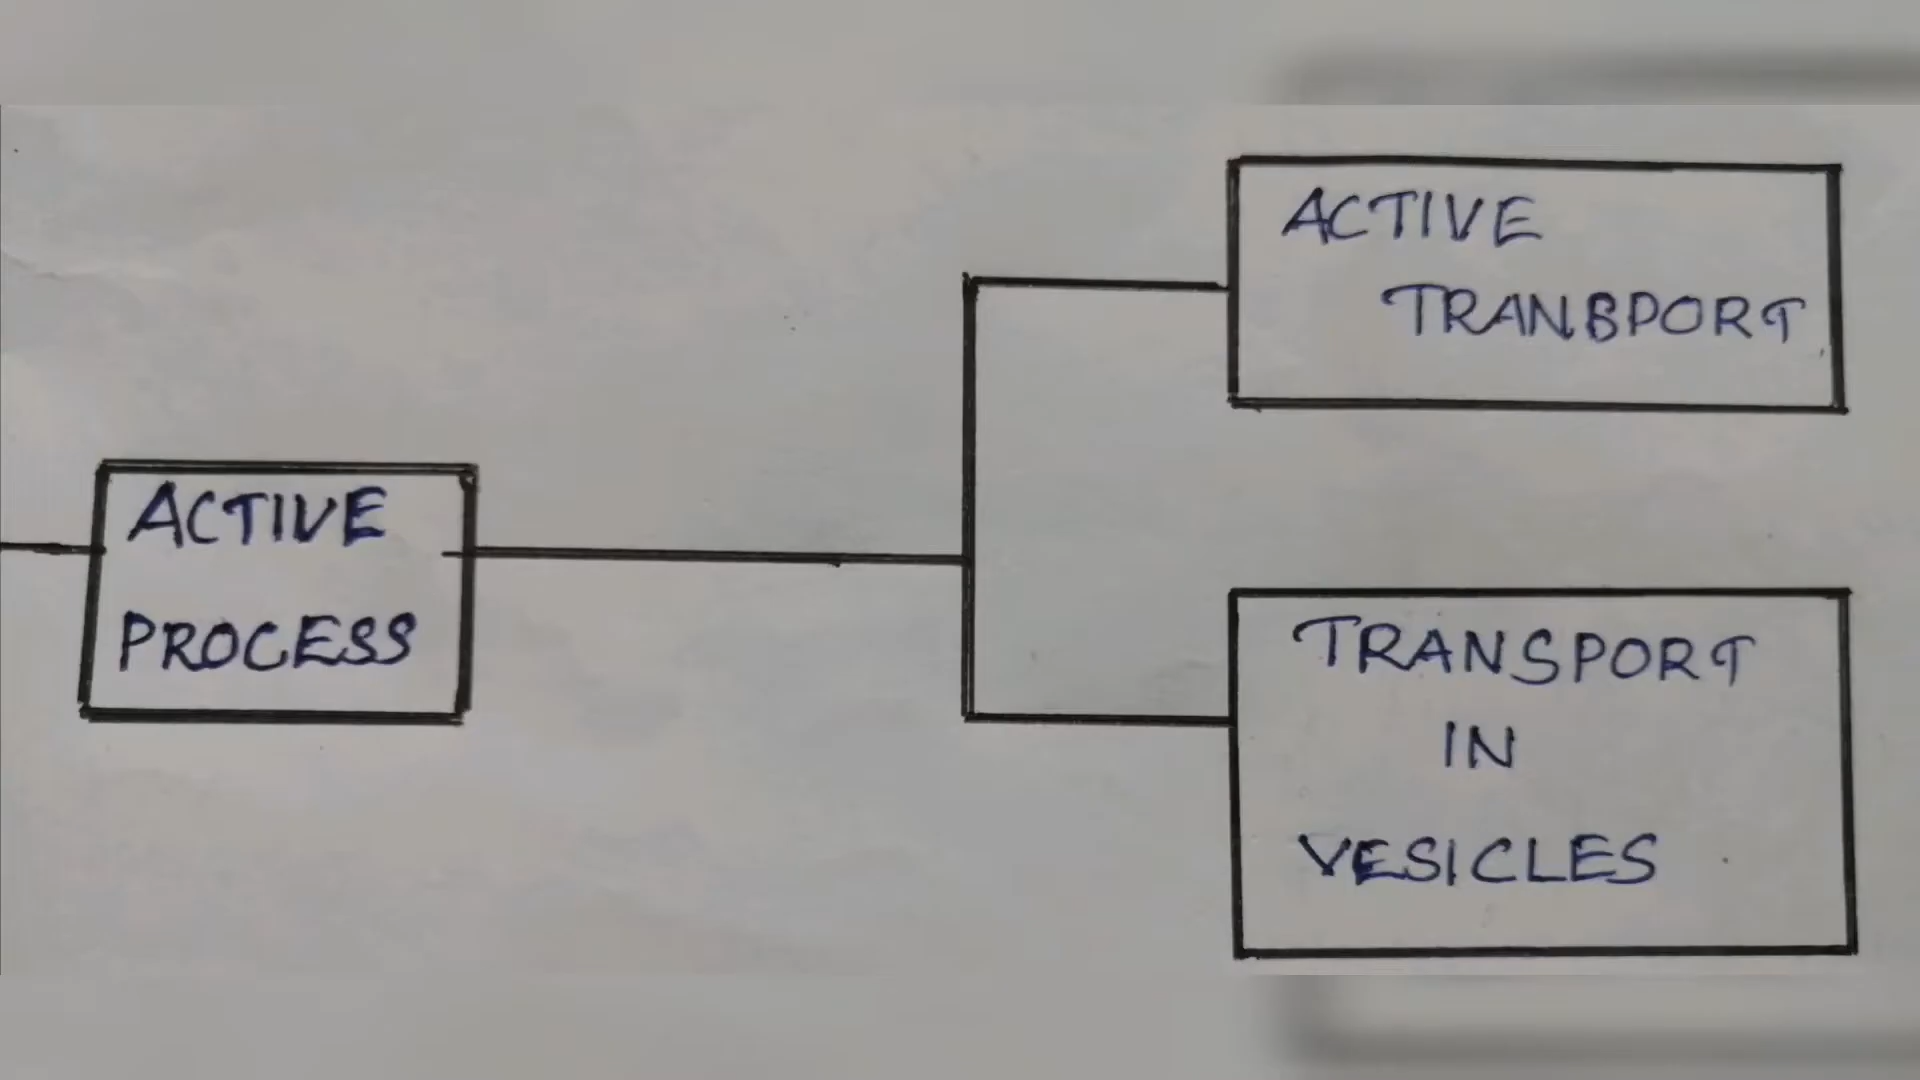 ACTIVE
TRANSPORT
ACTIVE
PROCESS
TRANSPORT
IN
VESICLES